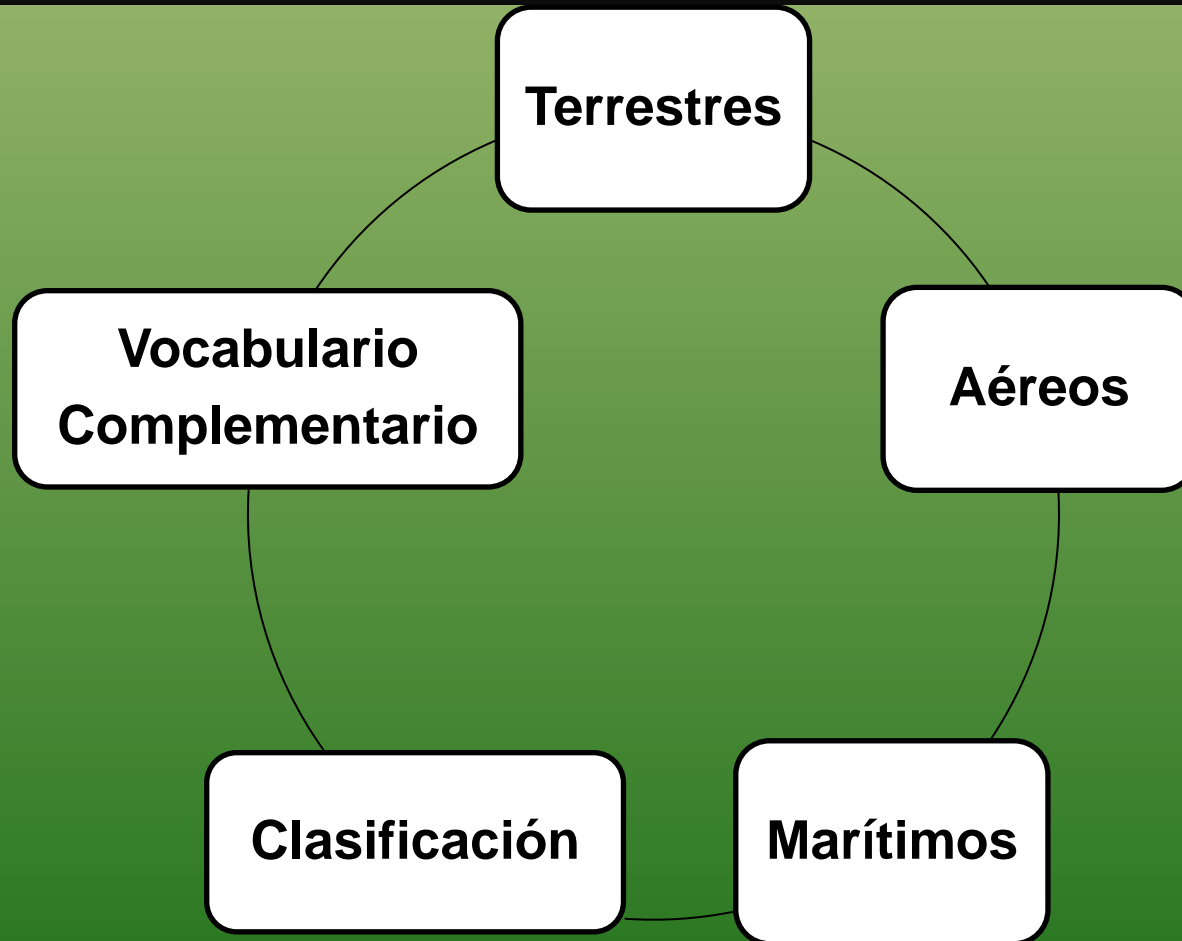 Terrestres
Aéreos
Marítimos
Clasificación
Vocabulario
Complementario